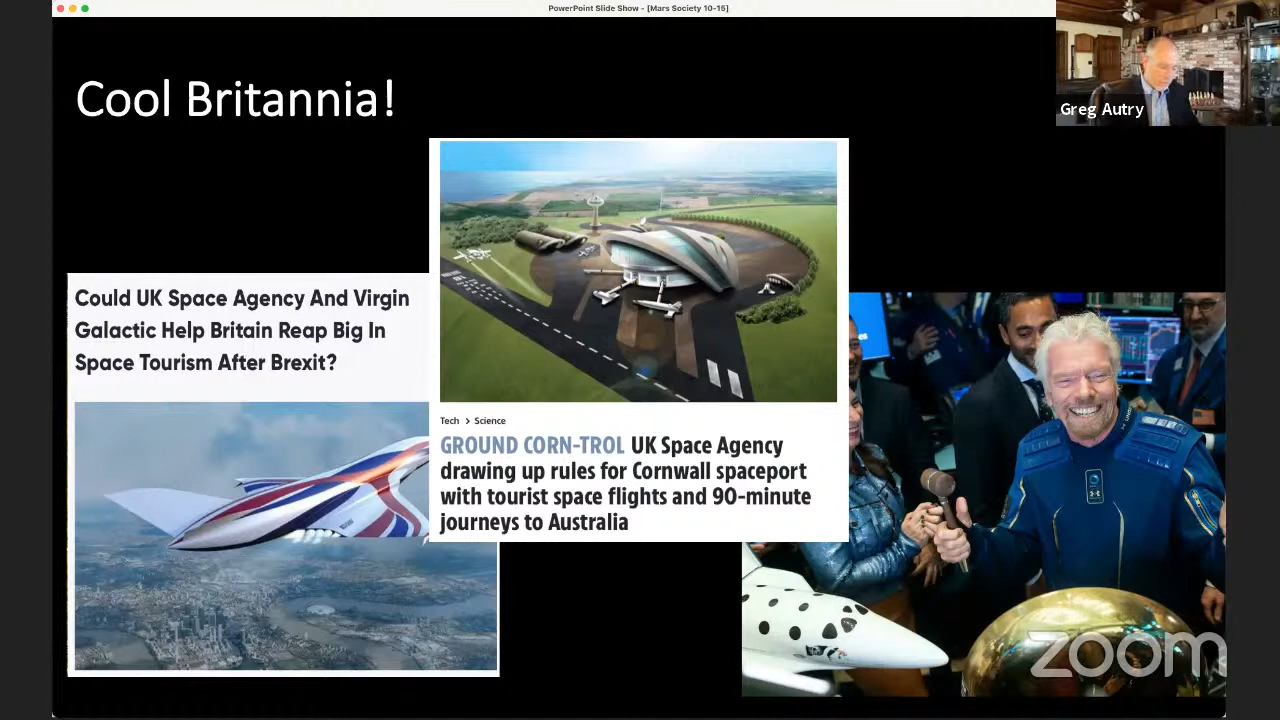 PowerPoint Slide Show - [Mars Society 10-15]
Cool Britannia!
Greg Autry
Could UK Space Agency And Virgin
Galactic Help Britain Reap Big In
Space Tourism After Brexit?
Tech > Science
GROUND CORN-TROL UK Space Agency
drawing up rules for Cornwall spaceport
with tourist space flights and 90-minute
journeys to Australia
zoom